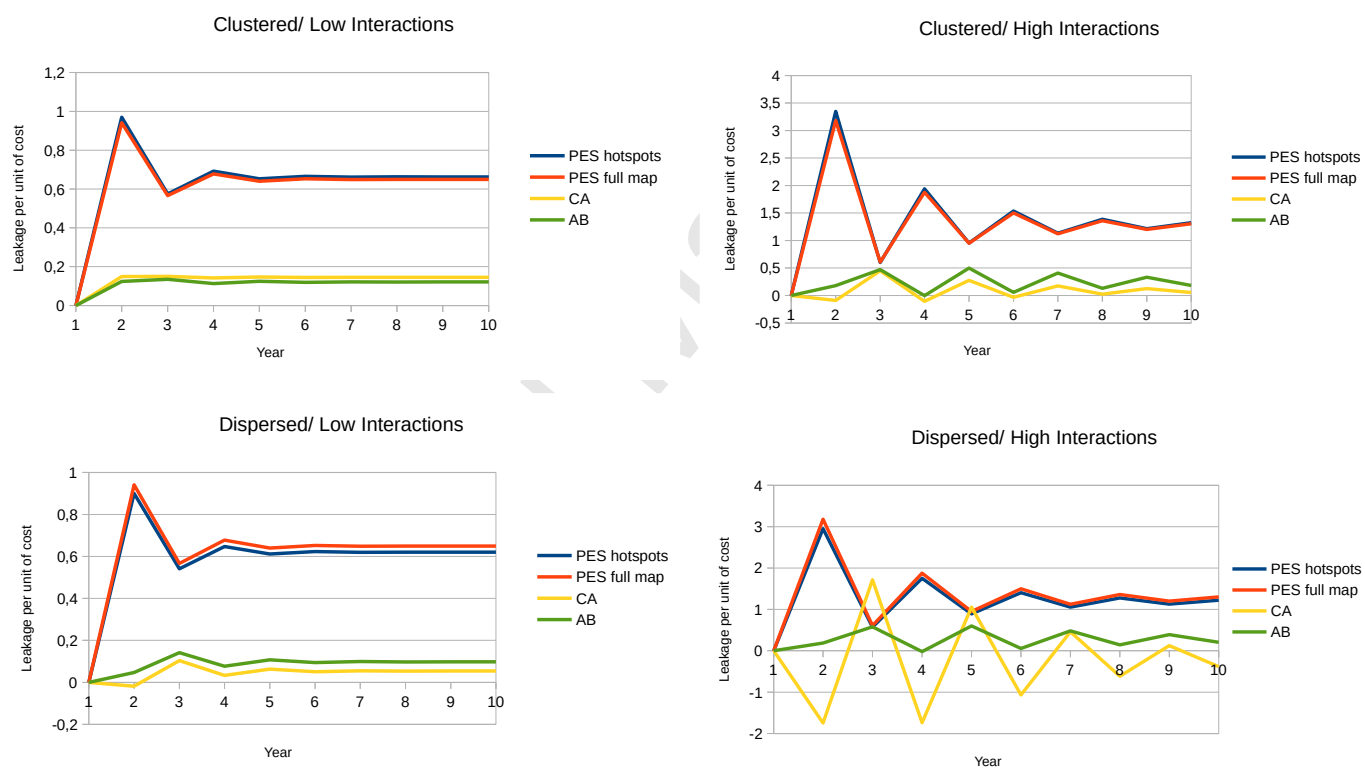 Clustered/ Low Interactions
Leakage per unit of cost
1,2
1
0,8
0,6
0,4
0,2
0
1 2 3 4 5 6 7 8 9 10
Year
PES hotspots
PES full map
CA
AB
Clustered/ High Interactions
Leakage per unit of cost
4
3,5
3
2,5
2
1,5
1
0,5
0
-0,5
1 2 3 4 5 6 7 8 9 10
Year
PES hotspots
PES full map
CA
AB
Dispersed/ Low Interactions
Leakage per unit of cost
1
0,8
0,6
0,4
0,2
0
-0,2
1 2 3 4 5 6 7 8 9 10
Year
PES hotspots
PES full map
CA
AB
Dispersed/ High Interactions
Leakage per unit of cost
4
3
2
1
0
-1
-2
1 2 3 4 5 6 7 8 9 10
Year
PES hotspots
PES full map
CA
AB